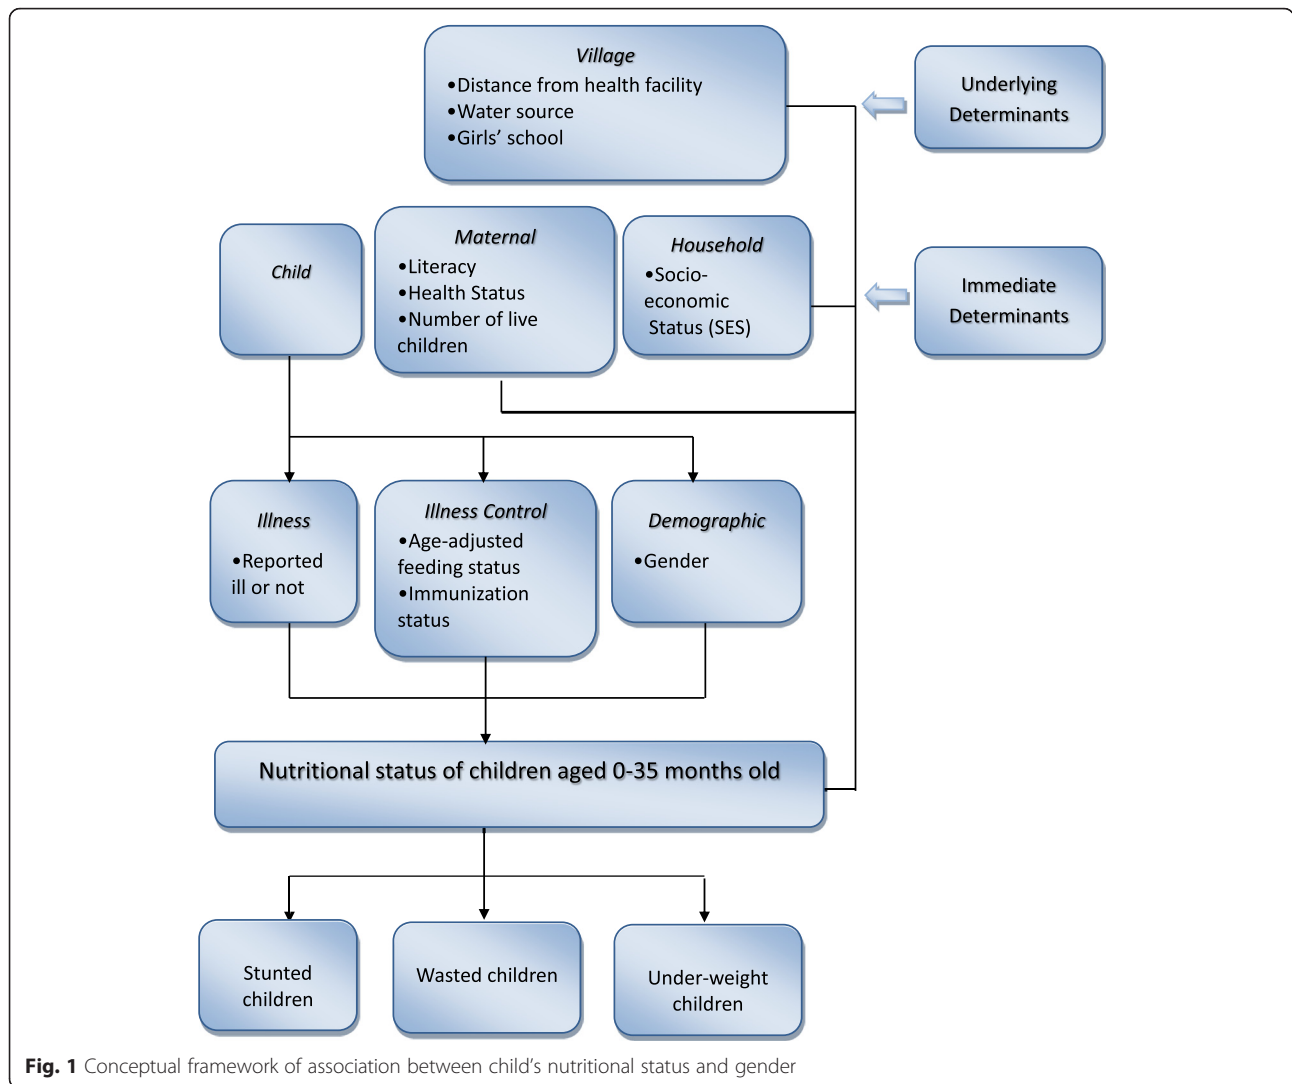 Village
•Distance from health facility
•Water source
•Girls’ school
Underlying
Determinants
Child
Maternal
•Literacy
•Health Status
•Number of live
children
Household
•Socio-
economic
Status (SES)
Immediate
Determinants
Illness
•Reported
ill or not
Illness Control
•Age-adjusted
feeding status
•Immunization
status
Demographic
•Gender
Nutritional status of children aged 0-35 months old
Stunted
children
Wasted children
Under-weight
children
Fig. 1 Conceptual framework of association between child’s nutritional status and gender